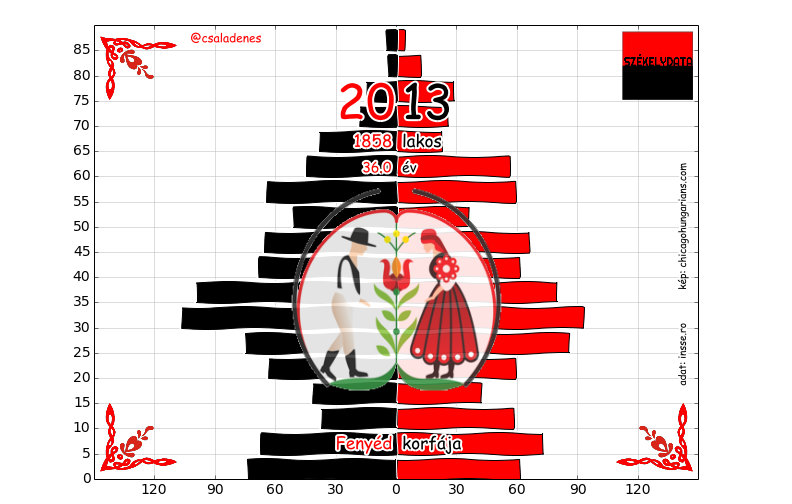 @csaladenes
SZÉKELYDATA
2013
1858 lakos
36.0 év
kép: chicagohungarians.com
adat: insse.ro
Fenyéd korfája
85
80
75
70
65
60
55
50
45
40
35
30
25
20
15
10
5
0
120 90 60 30 0 30 60 90 120